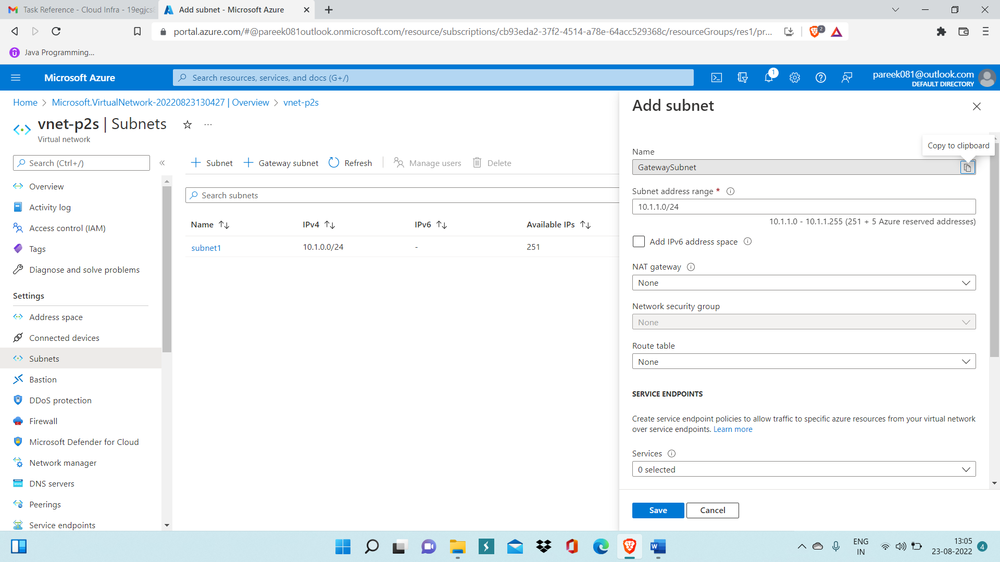 Task Reference - Cloud Infra - 19egjcs
Add subnet - Microsoft Azure
portal.azure.com/#@pareek081outlook.onmicrosoft.com/resource/subscriptions/cb93eda2-37f2-4514-a78e-64acc529368c/resourceGroups/res1/pr...
2
Java Programming...
Microsoft Azure
Search resources, services, and docs (G+/)
1
pareek081@outlook.com
DEFAULT DIRECTORY
Home > Microsoft.VirtualNetwork-20220823130427 | Overview > vnet-p2s
vnet-p2s | Subnets
Virtual network
Search (Ctrl+/)
Overview
Activity log
Access control (IAM)
Tags
Diagnose and solve problems
Settings
Address space
Connected devices
Subnets
Bastion
DDoS protection
Firewall
Microsoft Defender for Cloud
Network manager
DNS servers
Peerings
Service endpoints
+ Subnet + Gateway subnet Refresh Manage users Delete
Search subnets
Name IPv4 IPv6 Available IPs
subnet1 10.1.0.0/24 - 251
Add subnet
Copy to clipboard
Name
GatewaySubnet
Subnet address range *
10.1.1.0/24
10.1.1.0 - 10.1.1.255 (251 + 5 Azure reserved addresses)
Add IPv6 address space
NAT gateway
None
Network security group
None
Route table
None
SERVICE ENDPOINTS
Create service endpoint policies to allow traffic to specific azure resources from your virtual network
over service endpoints. Learn more
Services
0 selected
Save Cancel
ENG
IN
13:05
23-08-2022
4